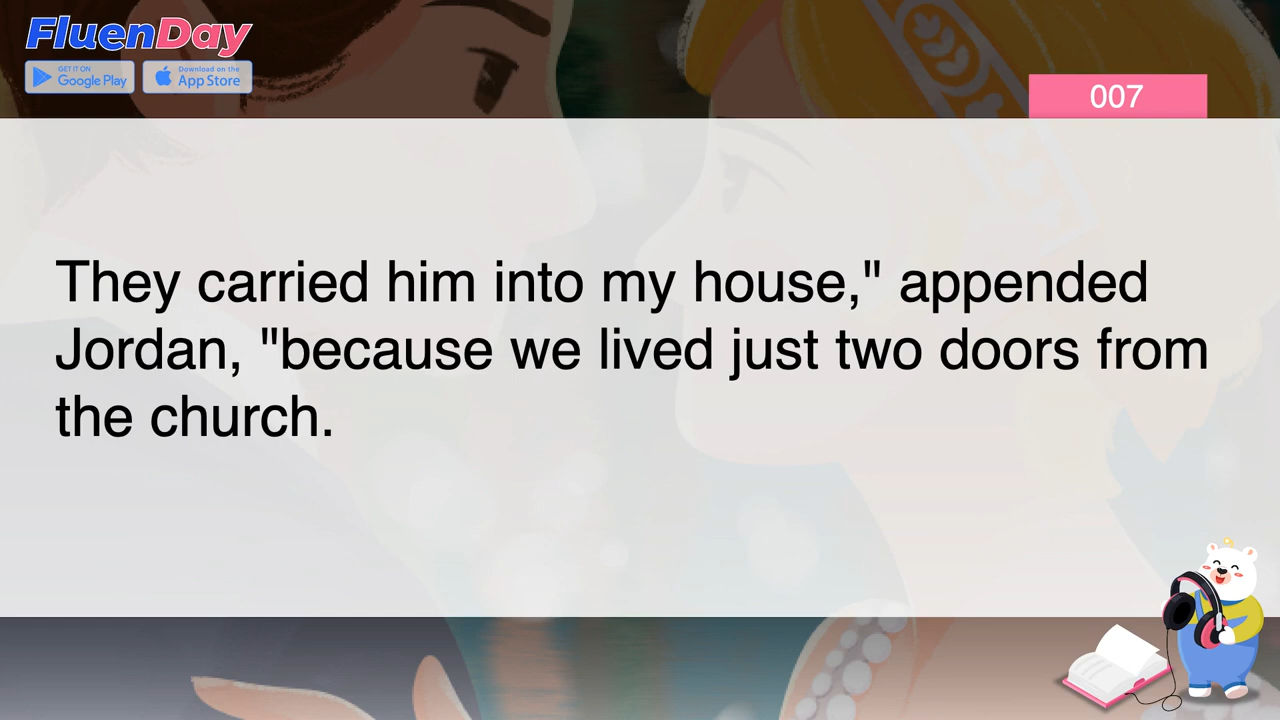 FluenDay
GET IT ON
Google Play
Download on the
App Store
007
They carried him into my house," appended
Jordan, "because we lived just two doors from
the church.